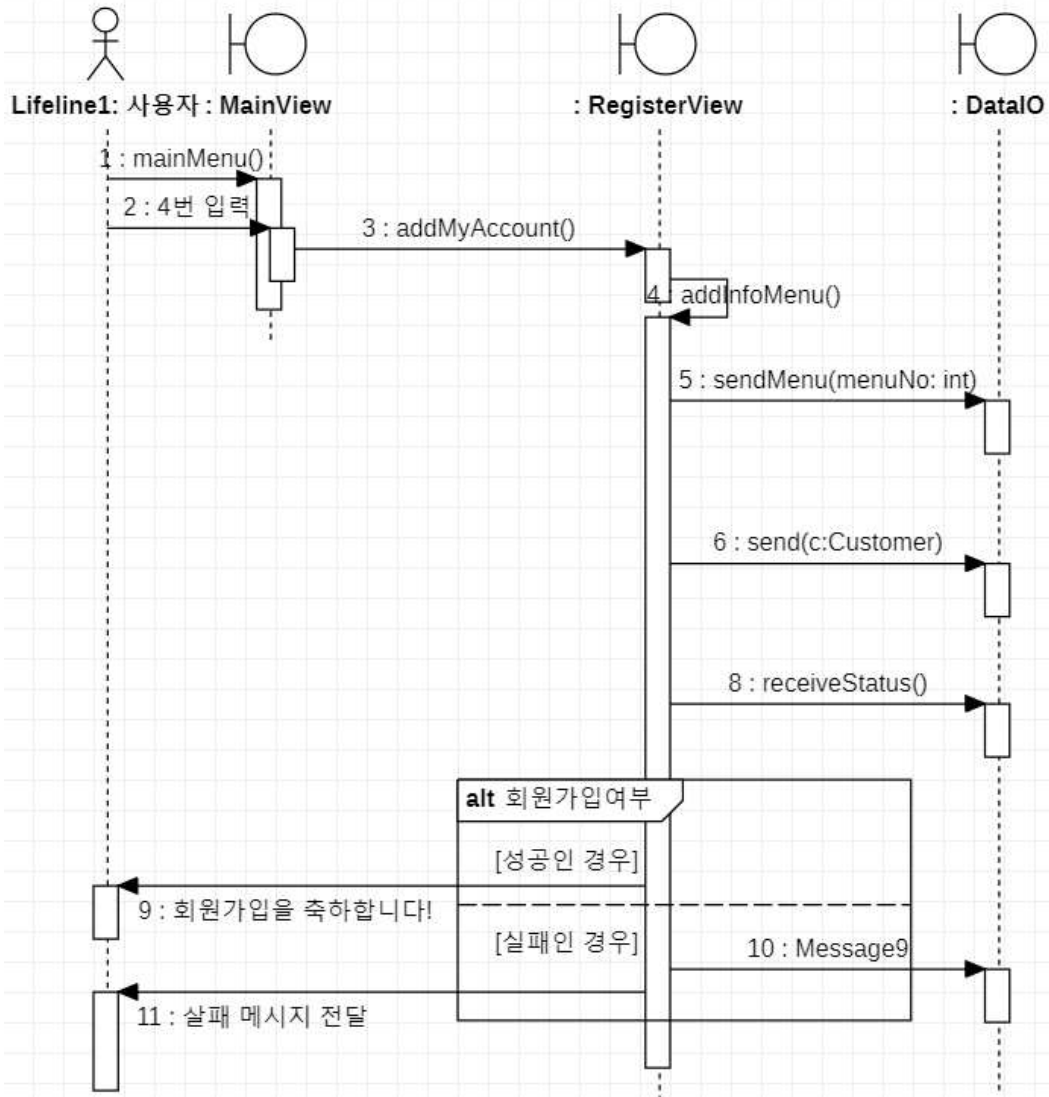 Lifeline1: 사용자 : MainView : RegisterView : DataIO
1 : mainMenu()
2 : 4번 입력
3 : addMyAccount()
4 : addInfoMenu()
5 : sendMenu(menuNo: int)
6 : send(c:Customer)
8 : receiveStatus()
alt 회원가입여부
[성공인 경우]
9 : 회원가입을 축하합니다!
[실패인 경우]
10 : Message9
11 : 살패 메시지 전달